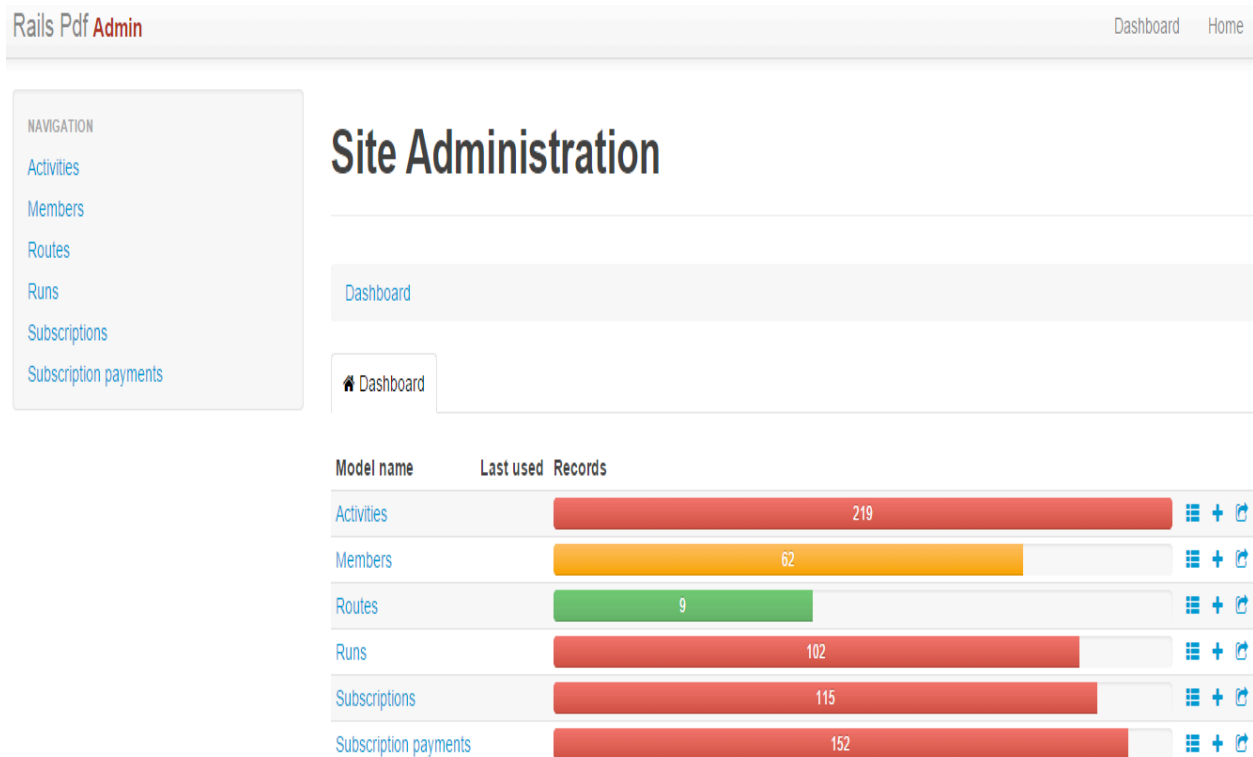 Rails Pdf Admin
Dashboard Home
NAVIGATION
Activities
Members
Routes
Runs
Subscriptions
Subscription payments
Site Administration
Dashboard
Dashboard
Model name Last used Records
Activities 219
Members 62
Routes 9
Runs 102
Subscriptions 115
Subscription payments 152